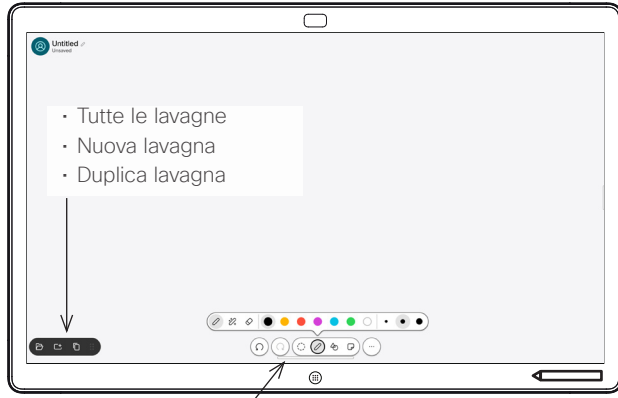 Untitled
Unsaved
• Tutte le lavagne
• Nuova lavagna
• Duplica lavagna